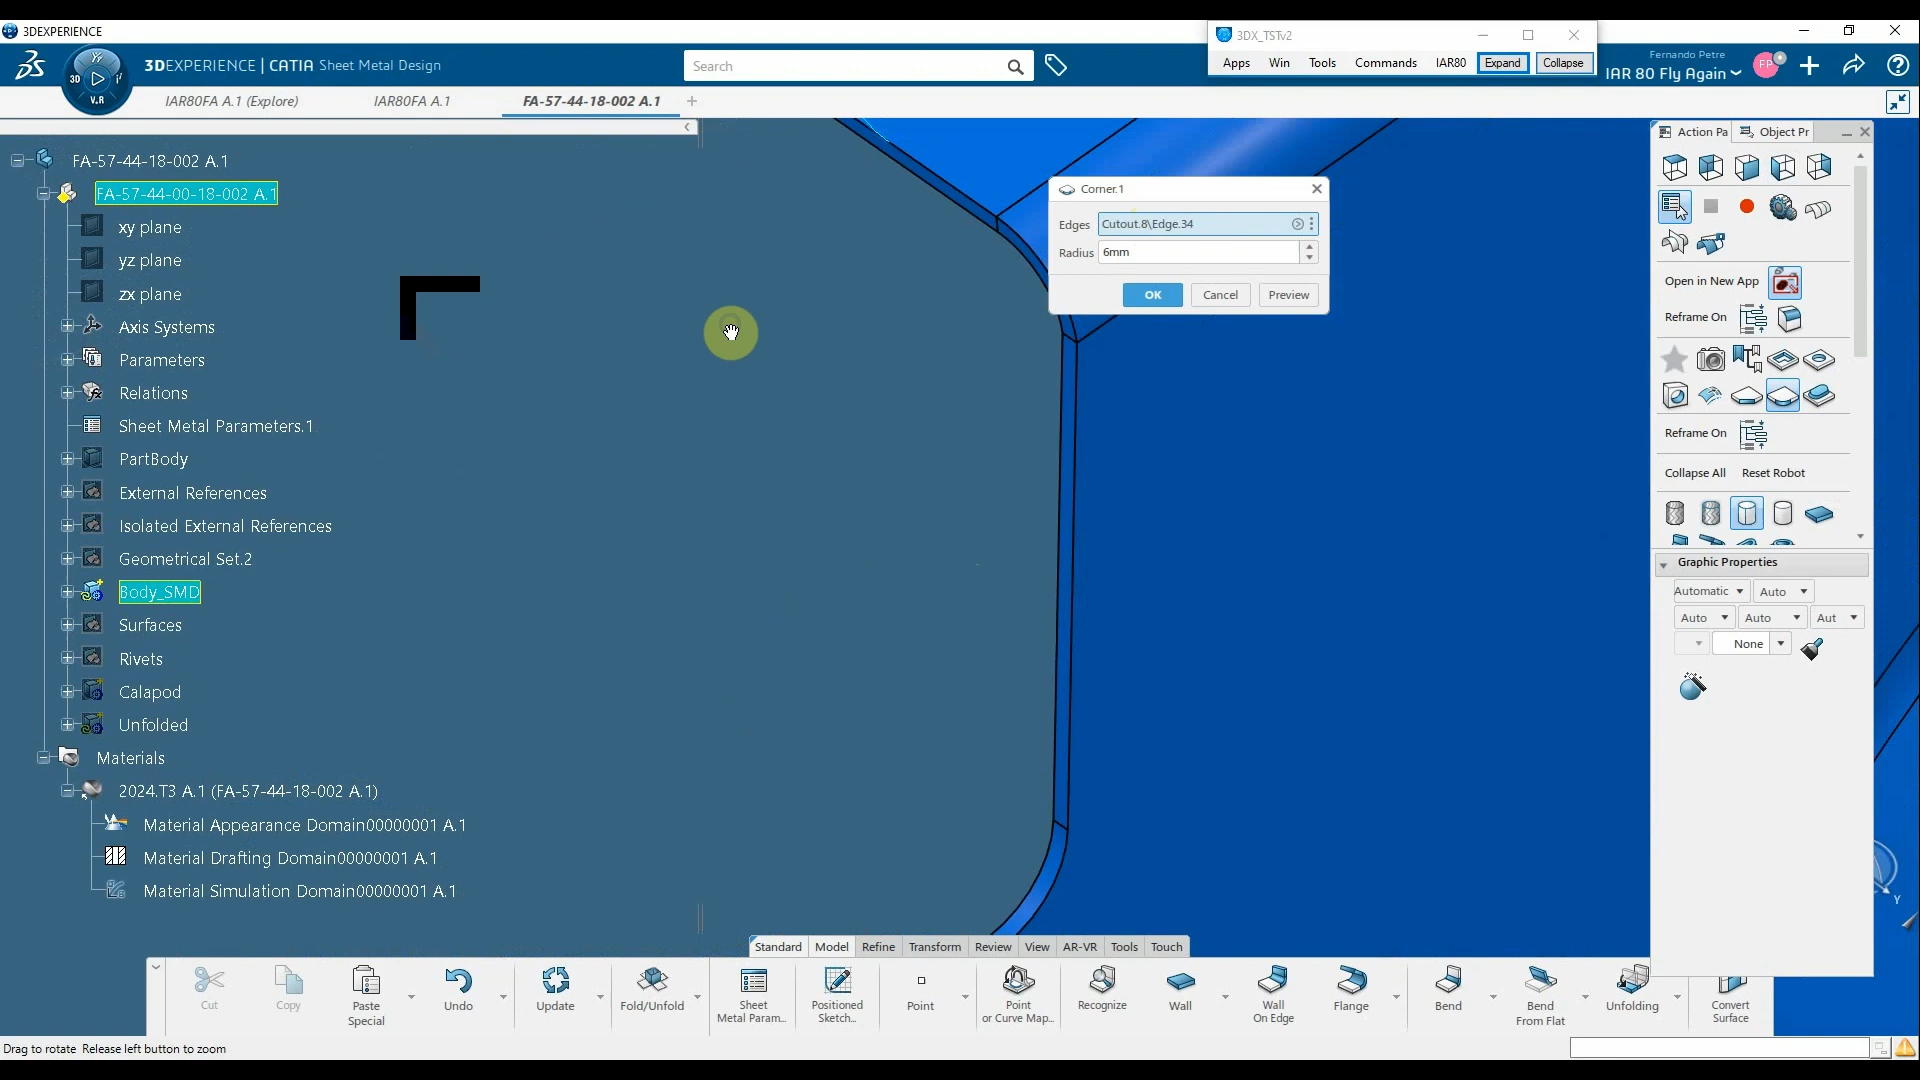 3DEXPERIENCE
3DX_TSTv2
3DEXPERIENCE | CATIA Sheet Metal Design
Search
Apps Win Tools Commands IAR80 Expand Collapse
Fernando Petre
IAR 80 Fly Again
FP
3D
V.R
IAR80FA A.1 (Explore) IAR80FA A.1 FA-57-44-18-002 A.1
FA-57-44-18-002 A.1
FA-57-44-00-18-002 A.1
xy plane
yz plane
zx plane
Axis Systems
Parameters
Relations
Sheet Metal Parameters.1
PartBody
External References
Isolated External References
Geometrical Set.2
Body_SMD
Surfaces
Rivets
Calapod
Unfolded
Materials
2024.T3 A.1 (FA-57-44-18-002 A.1)
Material Appearance Domain00000001 A.1
Material Drafting Domain00000001 A.1
Material Simulation Domain00000001 A.1
Corner.1
Edges Cutout.8\Edge.34
Radius 6mm
OK Cancel Preview
Action Pa Object Pr
Open in New App
Reframe On
Reframe On
Collapse All Reset Robot
Graphic Properties
Automatic Auto
Auto Auto Aut
None
Y
Standard Model Refine Transform Review View AR-VR Tools Touch
Cut
Copy
Paste Special
Undo
Update
Fold/Unfold
Sheet Metal Param...
Positioned Sketch...
Point
Point or Curve Map...
Recognize
Wall
Wall On Edge
Flange
Bend
Bend From Flat
Unfolding
Convert Surface
Drag to rotate Release left button to zoom